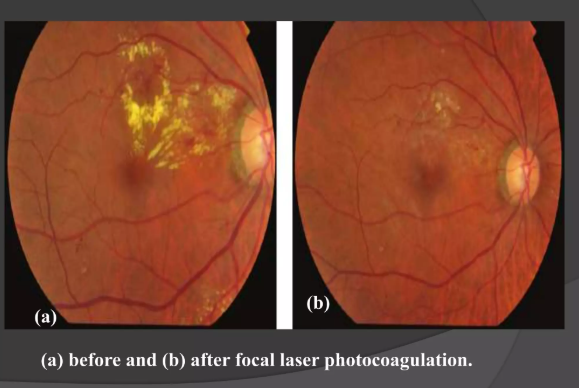 (a)
(b)
(a) before and (b) after focal laser photocoagulation.